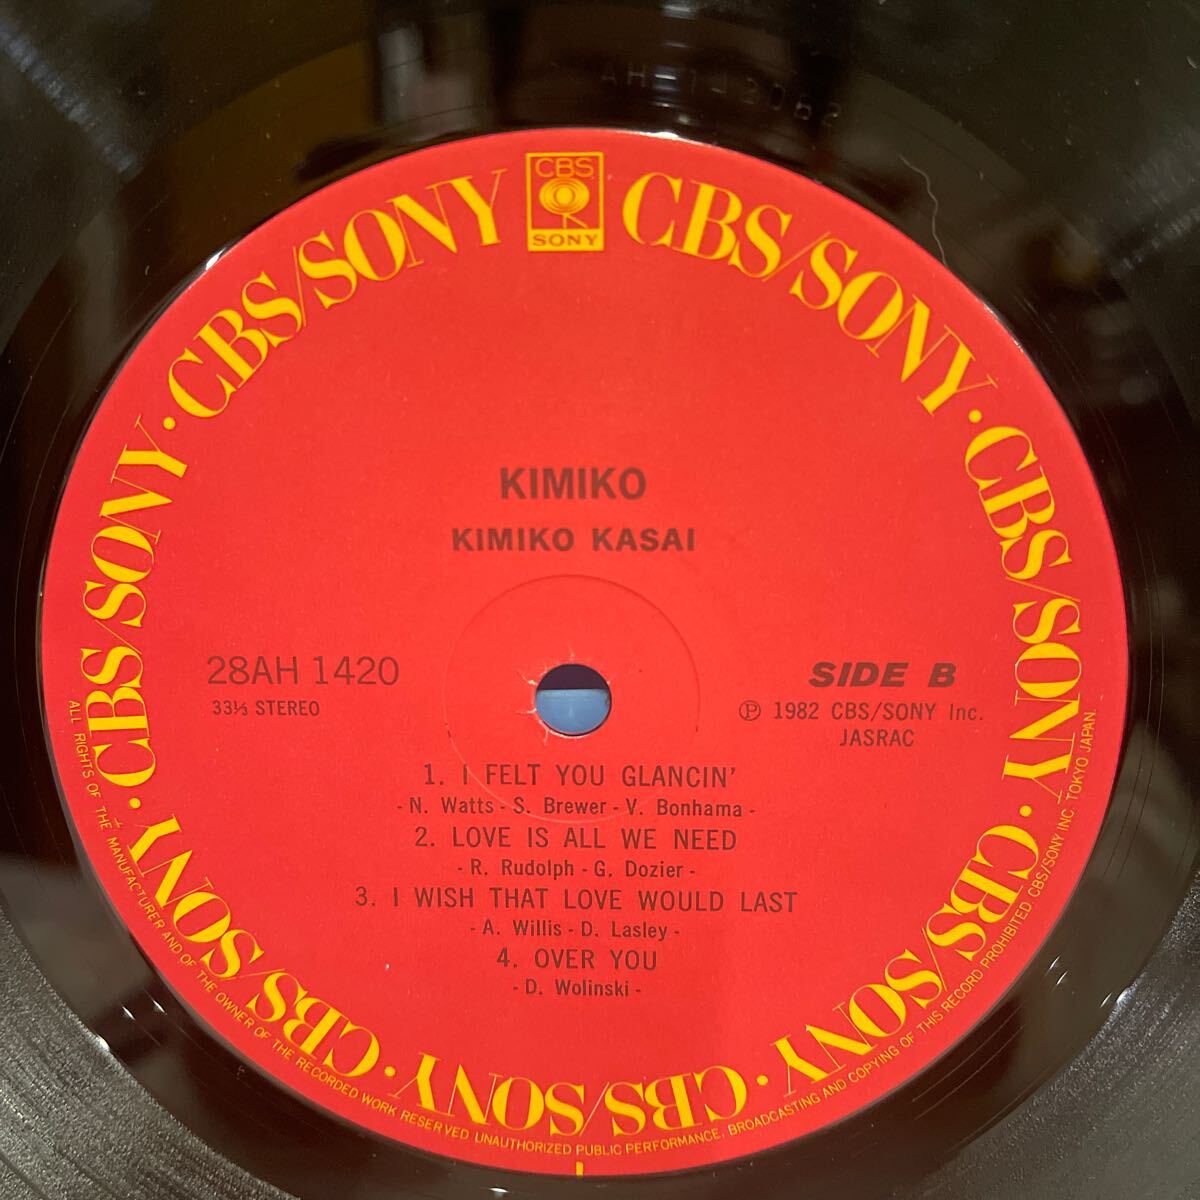 AH-1420B2
CBS
SONY
CBS/SONY · CBS/SONY · CBS/SONY · CBS/SONY · CBS/SONY · CBS/SONY · CBS/SONY · CBS/SONY
KIMIKO
KIMIKO KASAI
28AH 1420
33⅓ STEREO
SIDE B
Ⓟ 1982 CBS/SONY Inc.
JASRAC
1. I FELT YOU GLANCIN'
- N. Watts - S. Brewer - V. Bonhama -
2. LOVE IS ALL WE NEED
- R. Rudolph - G. Dozier -
3. I WISH THAT LOVE WOULD LAST
- A. Willis - D. Lasley -
4. OVER YOU
- D. Wolinski -
ALL RIGHTS OF THE MANUFACTURER AND OF THE OWNER OF THE RECORDED WORK RESERVED UNAUTHORIZED PUBLIC PERFORMANCE, BROADCASTING AND COPYING OF THIS RECORD PROHIBITED CBS/SONY INC. TOKYO JAPAN.